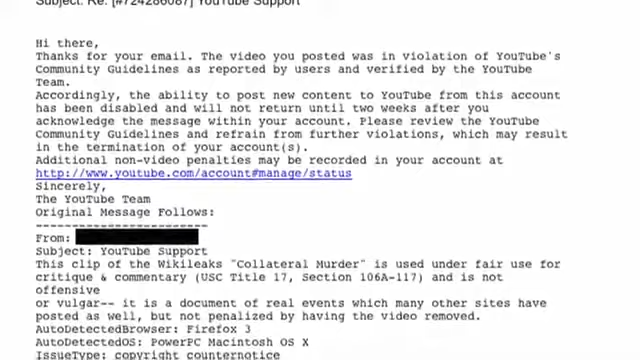 Subject: Re: [#724286087] YouTube Support
Hi there,
Thanks for your email. The video you posted was in violation of YouTube's
Community Guidelines as reported by users and verified by the YouTube
Team.
Accordingly, the ability to post new content to YouTube from this account
has been disabled and will not return until two weeks after you
acknowledge the message within your account. Please review the YouTube
Community Guidelines and refrain from further violations, which may result
in the termination of your account(s).
Additional non-video penalties may be recorded in your account at
http://www.youtube.com/account#manage/status
Sincerely,
The YouTube Team
Original Message Follows:
------------------------
From:
Subject: YouTube Support
This clip of the Wikileaks "Collateral Murder" is used under fair use for
critique & commentary (USC Title 17, Section 106A-117) and is not
offensive
or vulgar-- it is a document of real events which many other sites have
posted as well, but not penalized by having the video removed.
AutoDetectedBrowser: Firefox 3
AutoDetectedOS: PowerPC Macintosh OS X
IssueType: copyright counternotice